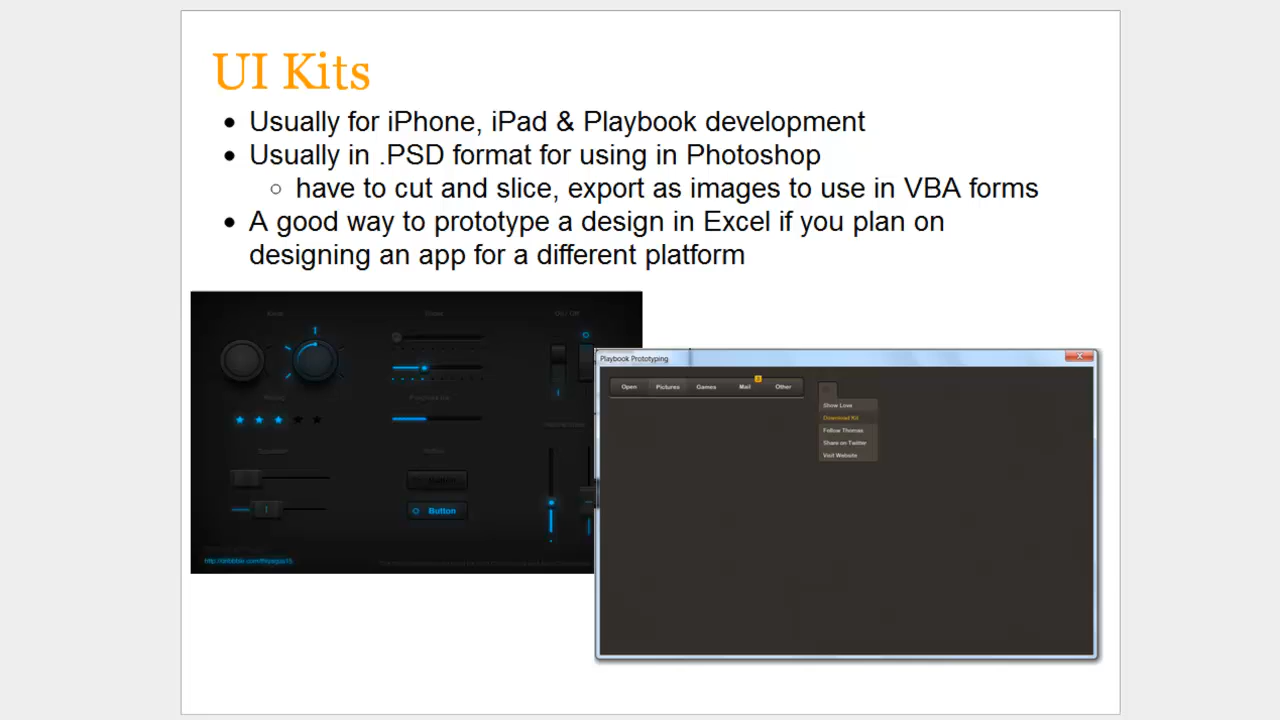 UI Kits
• Usually for iPhone, iPad & Playbook development
• Usually in .PSD format for using in Photoshop
○ have to cut and slice, export as images to use in VBA forms
• A good way to prototype a design in Excel if you plan on
designing an app for a different platform
On / Off
Button
Playbook Prototyping
Open Pictures Games Mail Other
Show Love
Download Kit
Follow Thomas
Share on Twitter
Visit Website